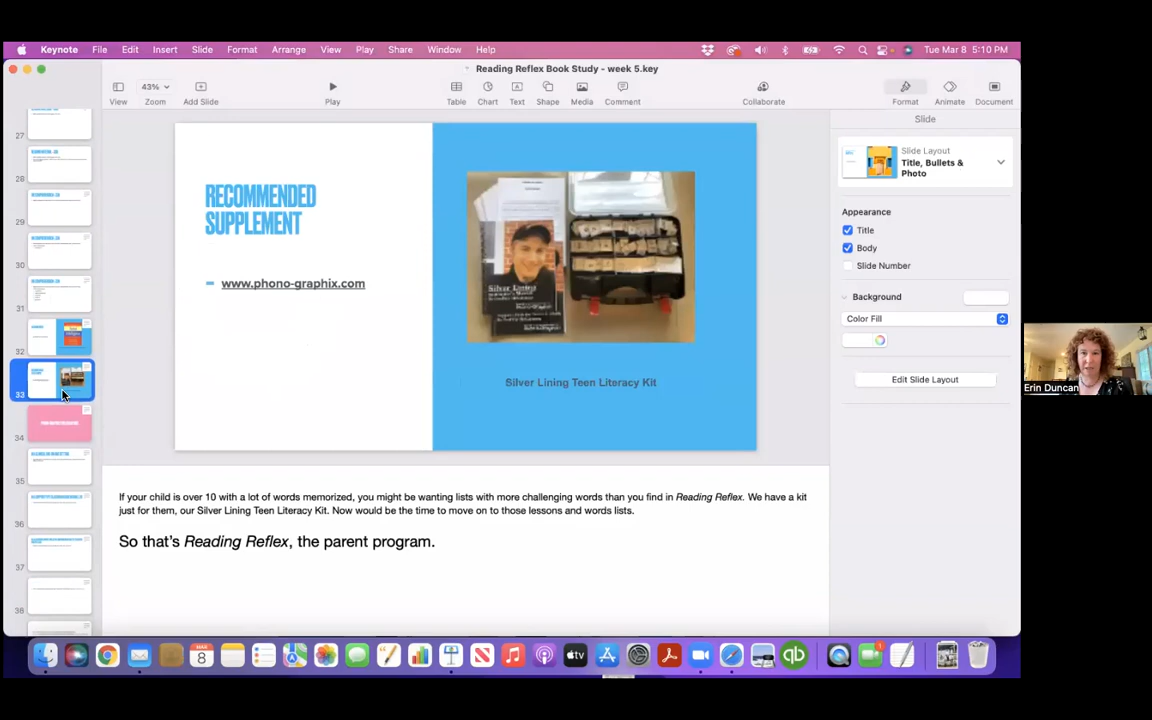 Keynote File Edit Insert Slide Format Arrange View Play Share Window Help Tue Mar 8 5:10 PM
Reading Reflex Book Study - week 5.key
43%
View Zoom Add Slide Play Table Chart Text Shape Media Comment Collaborate Format Animate Document
Slide
Slide Layout
Title, Bullets &
Photo
Appearance
Title
Body
Slide Number
Background
Color Fill
Edit Slide Layout
27
28
29
30
31
32
33
34
35
36
37
38
RECOMMENDED
SUPPLEMENT
www.phono-graphix.com
Silver Lining
Silver Lining Teen Literacy Kit
If your child is over 10 with a lot of words memorized, you might be wanting lists with more challenging words than you find in Reading Reflex. We have a kit
just for them, our Silver Lining Teen Literacy Kit. Now would be the time to move on to those lessons and words lists.
So that's Reading Reflex, the parent program.
Erin Duncan
MAR
8
tv
qb
1